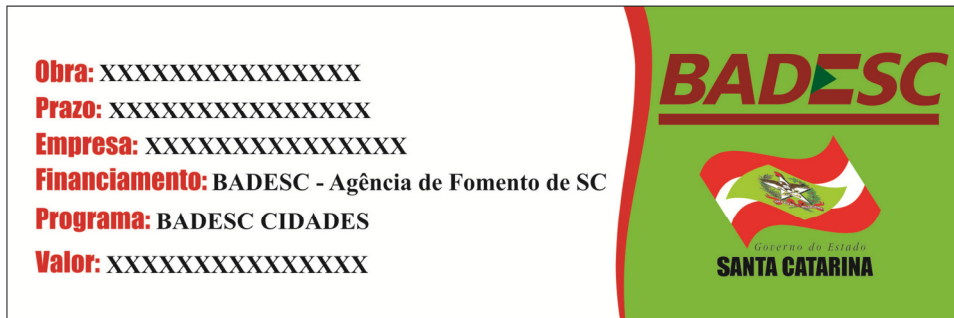 Obra: XXXXXXXXXXXXXXX
Prazo: XXXXXXXXXXXXXXX
Empresa: XXXXXXXXXXXXXXX
Financiamento: BADESC - Agência de Fomento de SC
Programa: BADESC CIDADES
Valor: XXXXXXXXXXXXXXX
BADESC
Governo do Estado
SANTA CATARINA